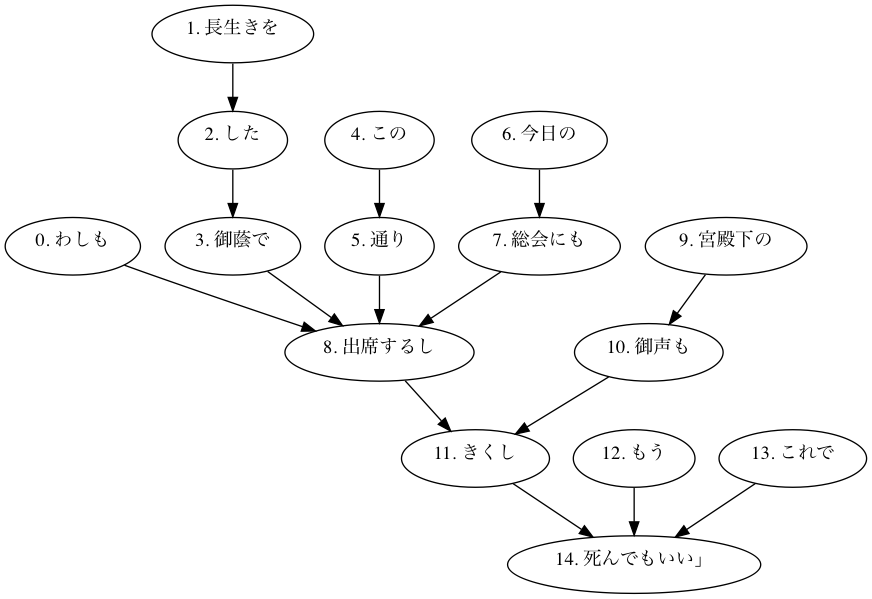 1. 長生きを
2. した
4. この
6. 今日の
0. わしも
3. 御蔭で
5. 通り
7. 総会にも
9. 宮殿下の
8. 出席するし
10. 御声も
11. きくし
12. もう
13. これで
14. 死んでもいい」